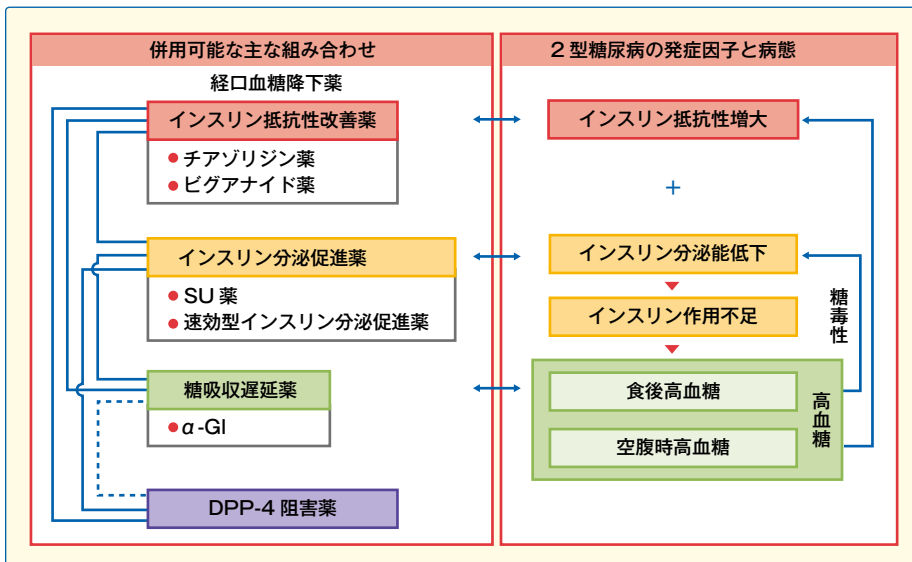 併用可能な主な組み合わせ
経口血糖降下薬
インスリン抵抗性改善薬
● チアゾリジン薬
● ビグアナイド薬
インスリン分泌促進薬
● SU 薬
● 速効型インスリン分泌促進薬
糖吸収遅延薬
● α-GI
DPP-4 阻害薬
2 型糖尿病の発症因子と病態
インスリン抵抗性増大
+
インスリン分泌能低下
インスリン作用不足
食後高血糖
空腹時高血糖
高血糖
糖毒性